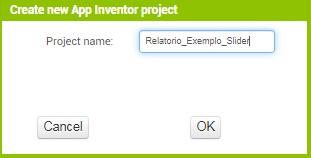 Create new App Inventor project
Project name: Relatorio_Exemplo_Slider
Cancel OK